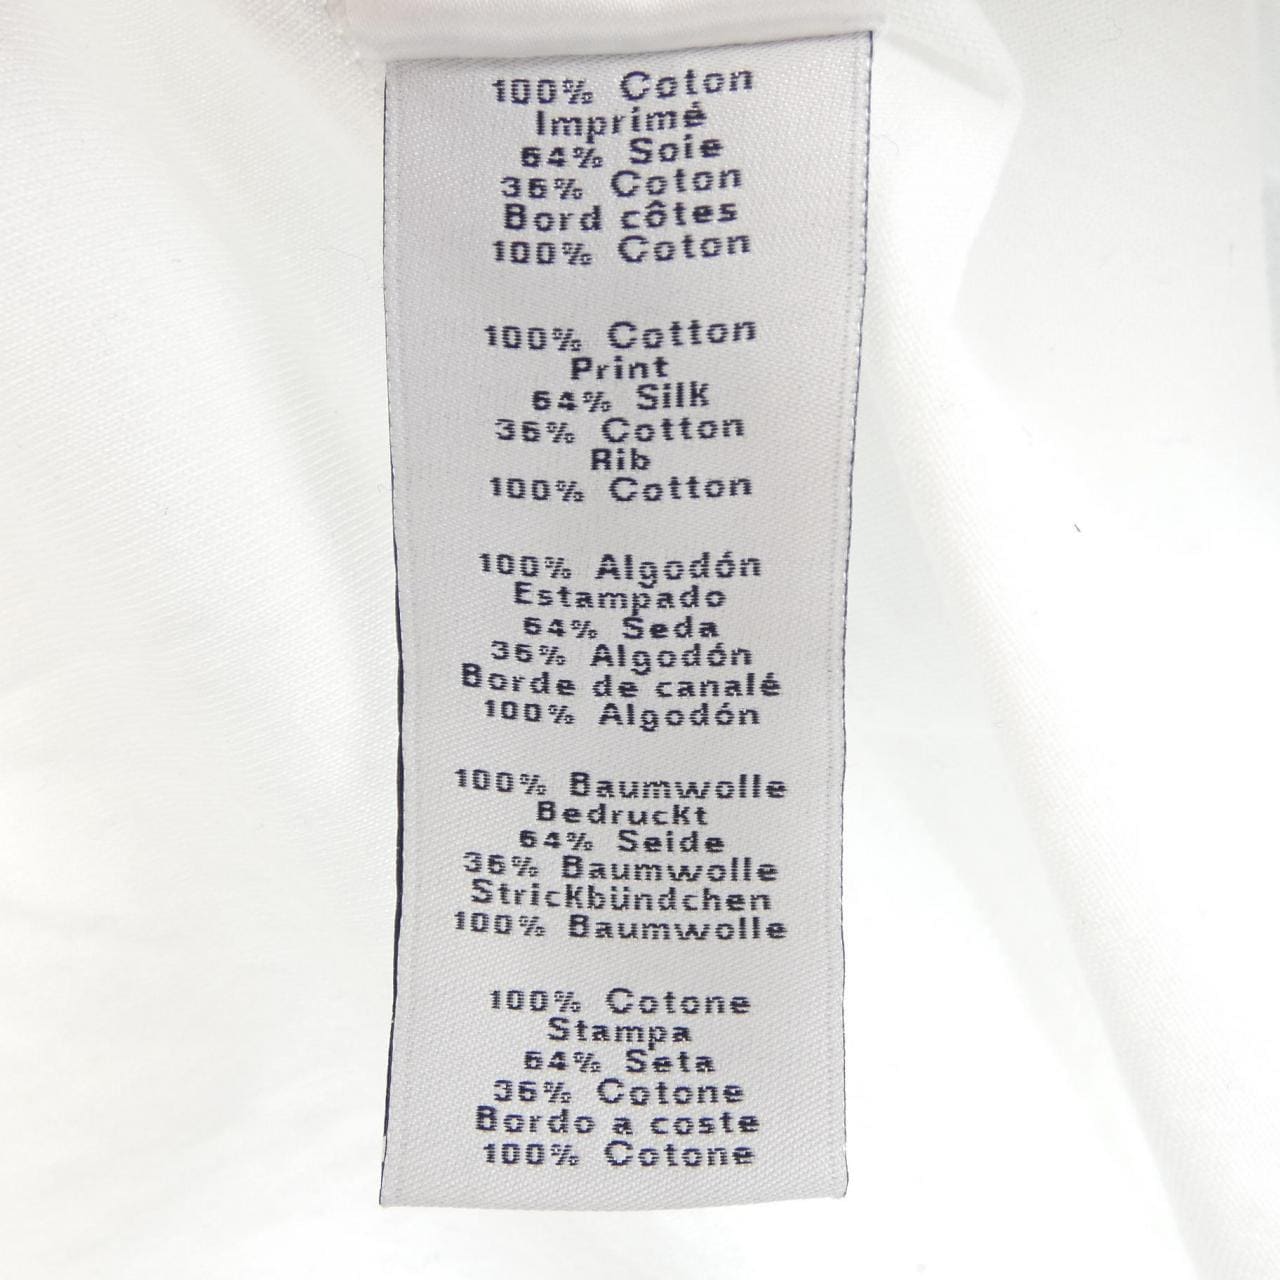 100% Coton
Imprimé
64% Soie
36% Coton
Bord côtes
100% Coton
100% Cotton
Print
64% Silk
36% Cotton
Rib
100% Cotton
100% Algodón
Estampado
64% Seda
36% Algodón
Borde de canalé
100% Algodón
100% Baumwolle
Bedruckt
64% Seide
36% Baumwolle
Strickbündchen
100% Baumwolle
100% Cotone
Stampa
64% Seta
36% Cotone
Bordo a coste
100% Cotone